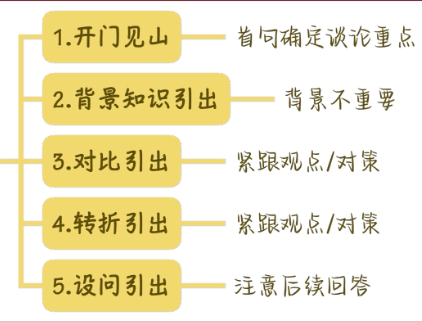 1.开门见山 首句确定谈论重点
2.背景知识引出 背景不重要
3.对比引出 紧跟观点/对策
4.转折引出 紧跟观点/对策
5.设问引出 注意后续回答